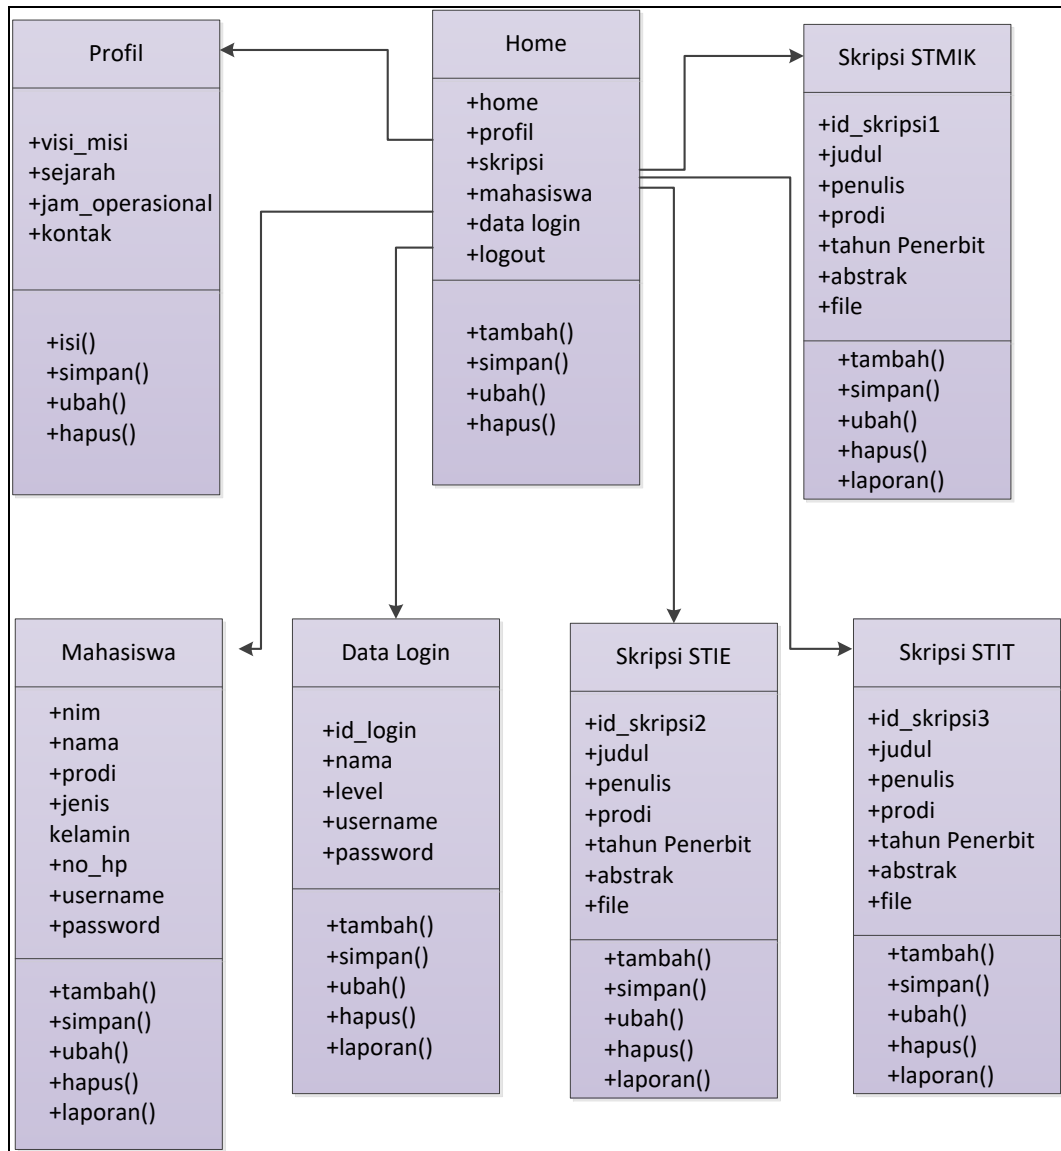 Profil
+visi_misi
+sejarah
+jam_operasional
+kontak
+isi()
+simpan()
+ubah()
+hapus()
Home
+home
+profil
+skripsi
+mahasiswa
+data login
+logout
+tambah()
+simpan()
+ubah()
+hapus()
Skripsi STMIK
+id_skripsi1
+judul
+penulis
+prodi
+tahun Penerbit
+abstrak
+file
+tambah()
+simpan()
+ubah()
+hapus()
+laporan()
Mahasiswa
+nim
+nama
+prodi
+jenis
kelamin
+no_hp
+username
+password
+tambah()
+simpan()
+ubah()
+hapus()
+laporan()
Data Login
+id_login
+nama
+level
+username
+password
+tambah()
+simpan()
+ubah()
+hapus()
+laporan()
Skripsi STIE
+id_skripsi2
+judul
+penulis
+prodi
+tahun Penerbit
+abstrak
+file
+tambah()
+simpan()
+ubah()
+hapus()
+laporan()
Skripsi STIT
+id_skripsi3
+judul
+penulis
+prodi
+tahun Penerbit
+abstrak
+file
+tambah()
+simpan()
+ubah()
+hapus()
+laporan()